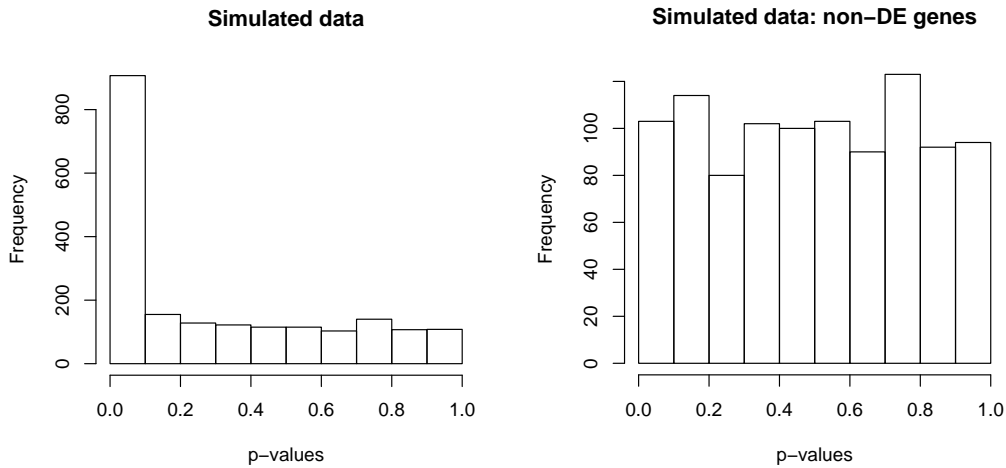 Simulated data
Frequency
800
600
400
200
0
0.0 0.2 0.4 0.6 0.8 1.0
p−values
Simulated data: non−DE genes
Frequency
100
80
60
40
20
0
0.0 0.2 0.4 0.6 0.8 1.0
p−values